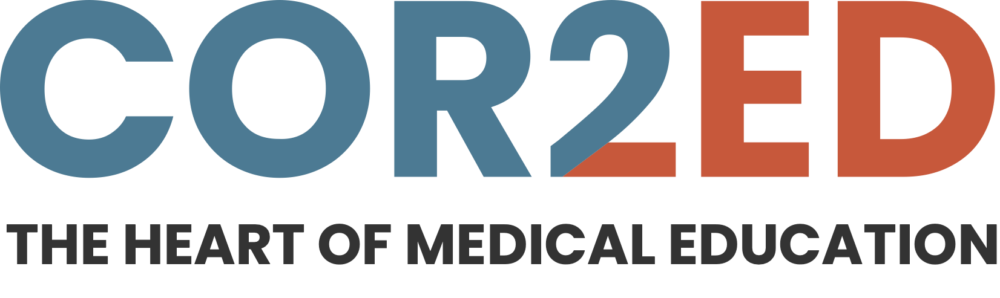 COR2ED
THE HEART OF MEDICAL EDUCATION